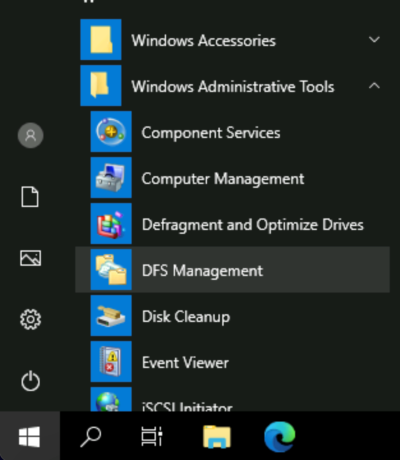 Windows Accessories
Windows Administrative Tools
Component Services
Computer Management
Defragment and Optimize Drives
DFS Management
Disk Cleanup
Event Viewer
iSCSI Initiator